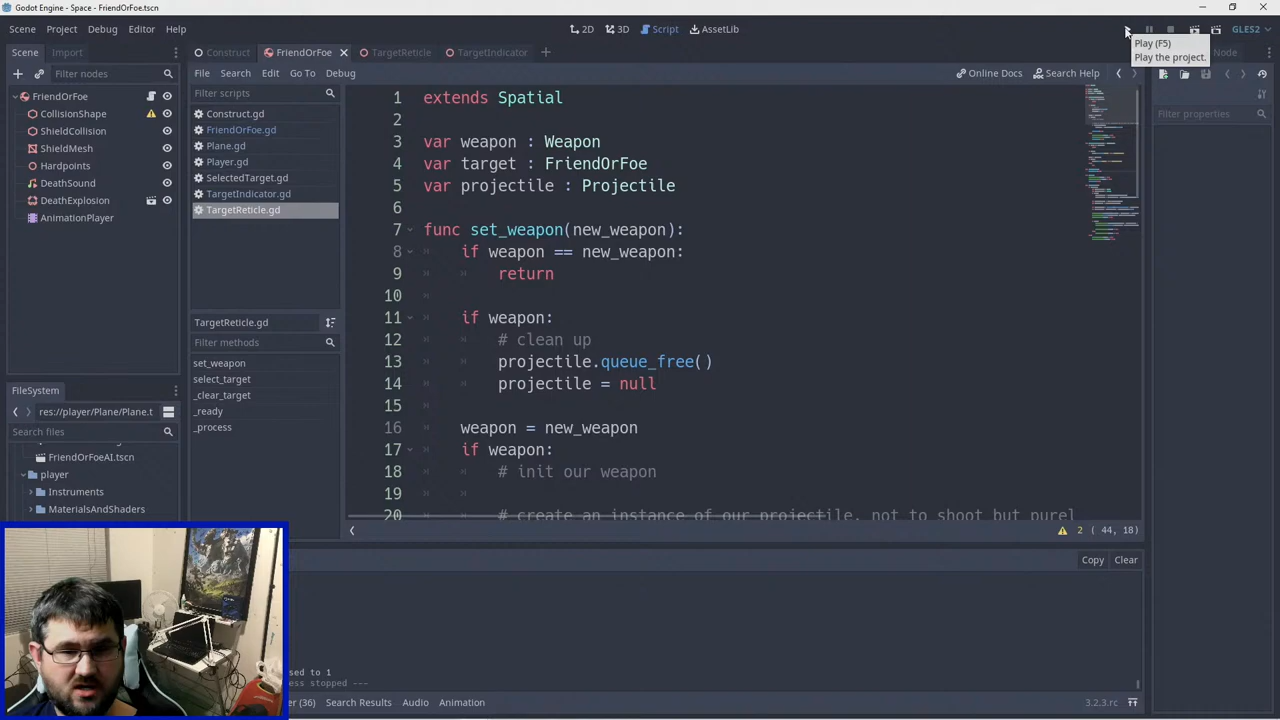 Godot Engine - Space - FriendOrFoe.tscn
Scene Project Debug Editor Help
2D 3D Script AssetLib
GLES2
Play (F5)
Play the project.
Scene Import
Construct FriendOrFoe TargetReticle TargetIndicator
Node
Filter nodes
File Search Edit Go To Debug
Online Docs Search Help
FriendOrFoe
CollisionShape
ShieldCollision
ShieldMesh
Hardpoints
DeathSound
DeathExplosion
AnimationPlayer
Filter scripts
Construct.gd
FriendOrFoe.gd
Plane.gd
Player.gd
SelectedTarget.gd
TargetIndicator.gd
TargetReticle.gd
TargetReticle.gd
Filter methods
set_weapon
select_target
_clear_target
_ready
_process
1 extends Spatial
2
3 var weapon : Weapon
4 var target : FriendOrFoe
5 var projectile : Projectile
6
7 func set_weapon(new_weapon):
8 if weapon == new_weapon:
9 return
10
11 if weapon:
12 # clean up
13 projectile.queue_free()
14 projectile = null
15
16 weapon = new_weapon
17 if weapon:
18 # init our weapon
19
20 # create an instance of our projectile, not to shoot but purel
2 ( 44, 18)
Filter properties
FileSystem
res://player/Plane/Plane.t
Search files
FriendOrFoeAI.tscn
player
Instruments
MaterialsAndShaders
Copy Clear
sed to 1
ss stopped ---
(36) Search Results Audio Animation
3.2.3.rc